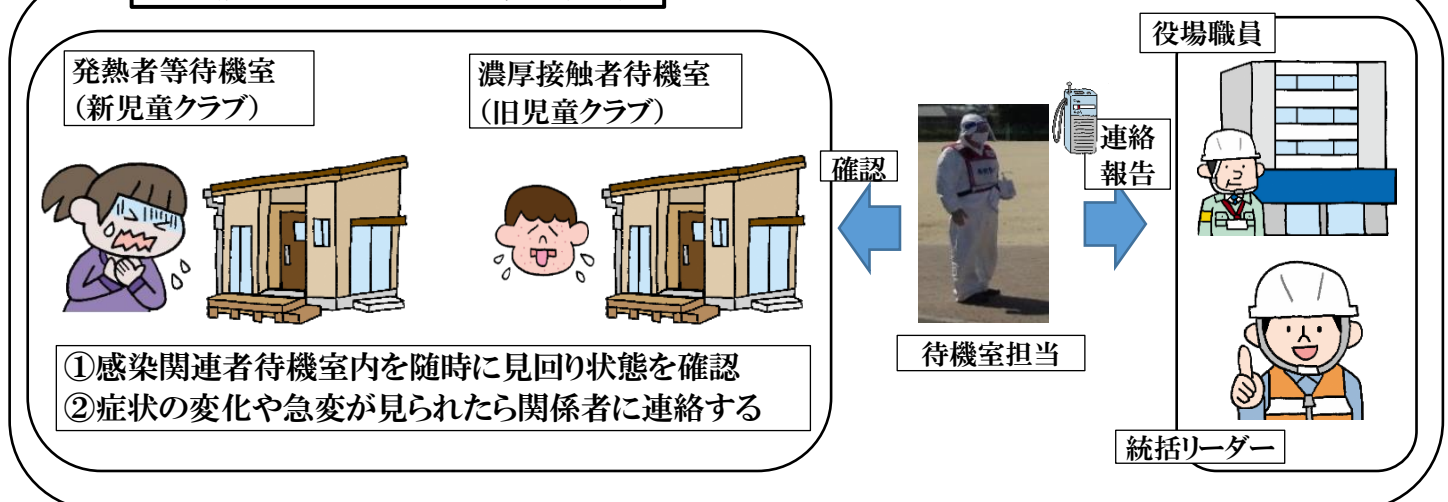 発熱者等待機室
（新児童クラブ）
濃厚接触者待機室
（旧児童クラブ）
①感染関連者待機室内を随時に見回り状態を確認
②症状の変化や急変が見られたら関係者に連絡する
確認
待機室担当
連絡
報告
役場職員
統括リーダー